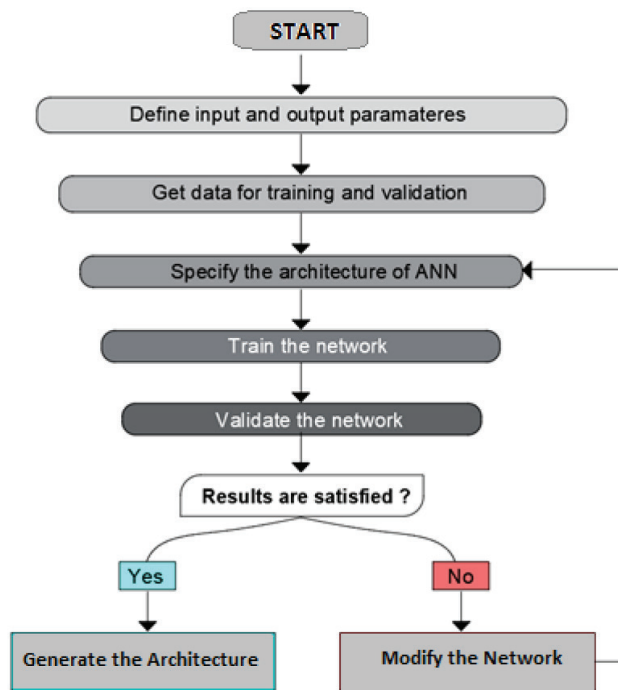 START
Define input and output paramateres
Get data for training and validation
Specify the architecture of ANN
Train the network
Validate the network
Results are satisfied ?
Yes
No
Generate the Architecture
Modify the Network